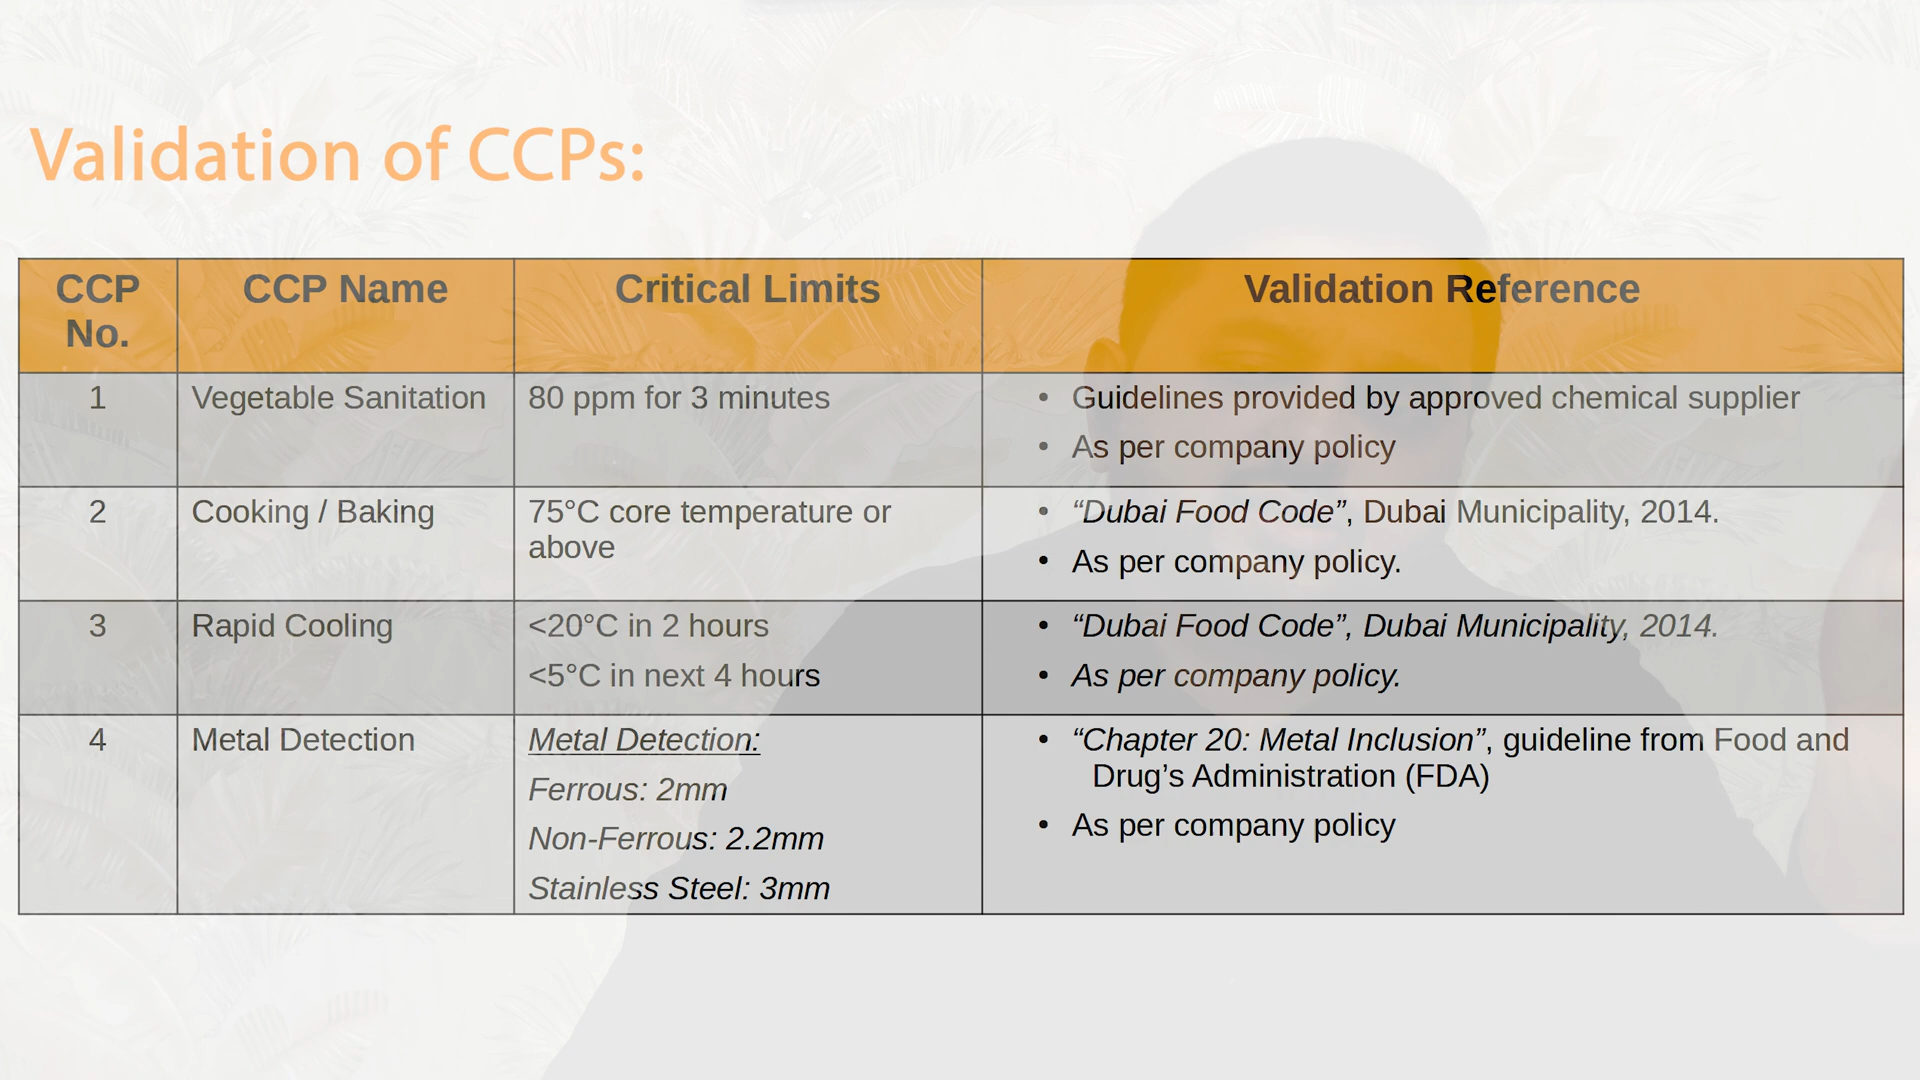 Validation of CCPs:
CCP No. CCP Name Critical Limits Validation Reference
1 Vegetable Sanitation 80 ppm for 3 minutes
• Guidelines provided by approved chemical supplier
• As per company policy
2 Cooking / Baking 75°C core temperature or above
• “Dubai Food Code”, Dubai Municipality, 2014.
• As per company policy.
3 Rapid Cooling <20°C in 2 hours
<5°C in next 4 hours
• “Dubai Food Code”, Dubai Municipality, 2014.
• As per company policy.
4 Metal Detection Metal Detection:
Ferrous: 2mm
Non-Ferrous: 2.2mm
Stainless Steel: 3mm
• “Chapter 20: Metal Inclusion”, guideline from Food and
Drug’s Administration (FDA)
• As per company policy